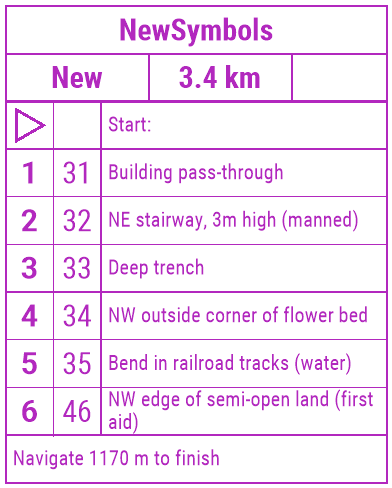 NewSymbols
New 3.4 km
Start:
1 31 Building pass-through
2 32 NE stairway, 3m high (manned)
3 33 Deep trench
4 34 NW outside corner of flower bed
5 35 Bend in railroad tracks (water)
6 46 NW edge of semi-open land (first
aid)
Navigate 1170 m to finish